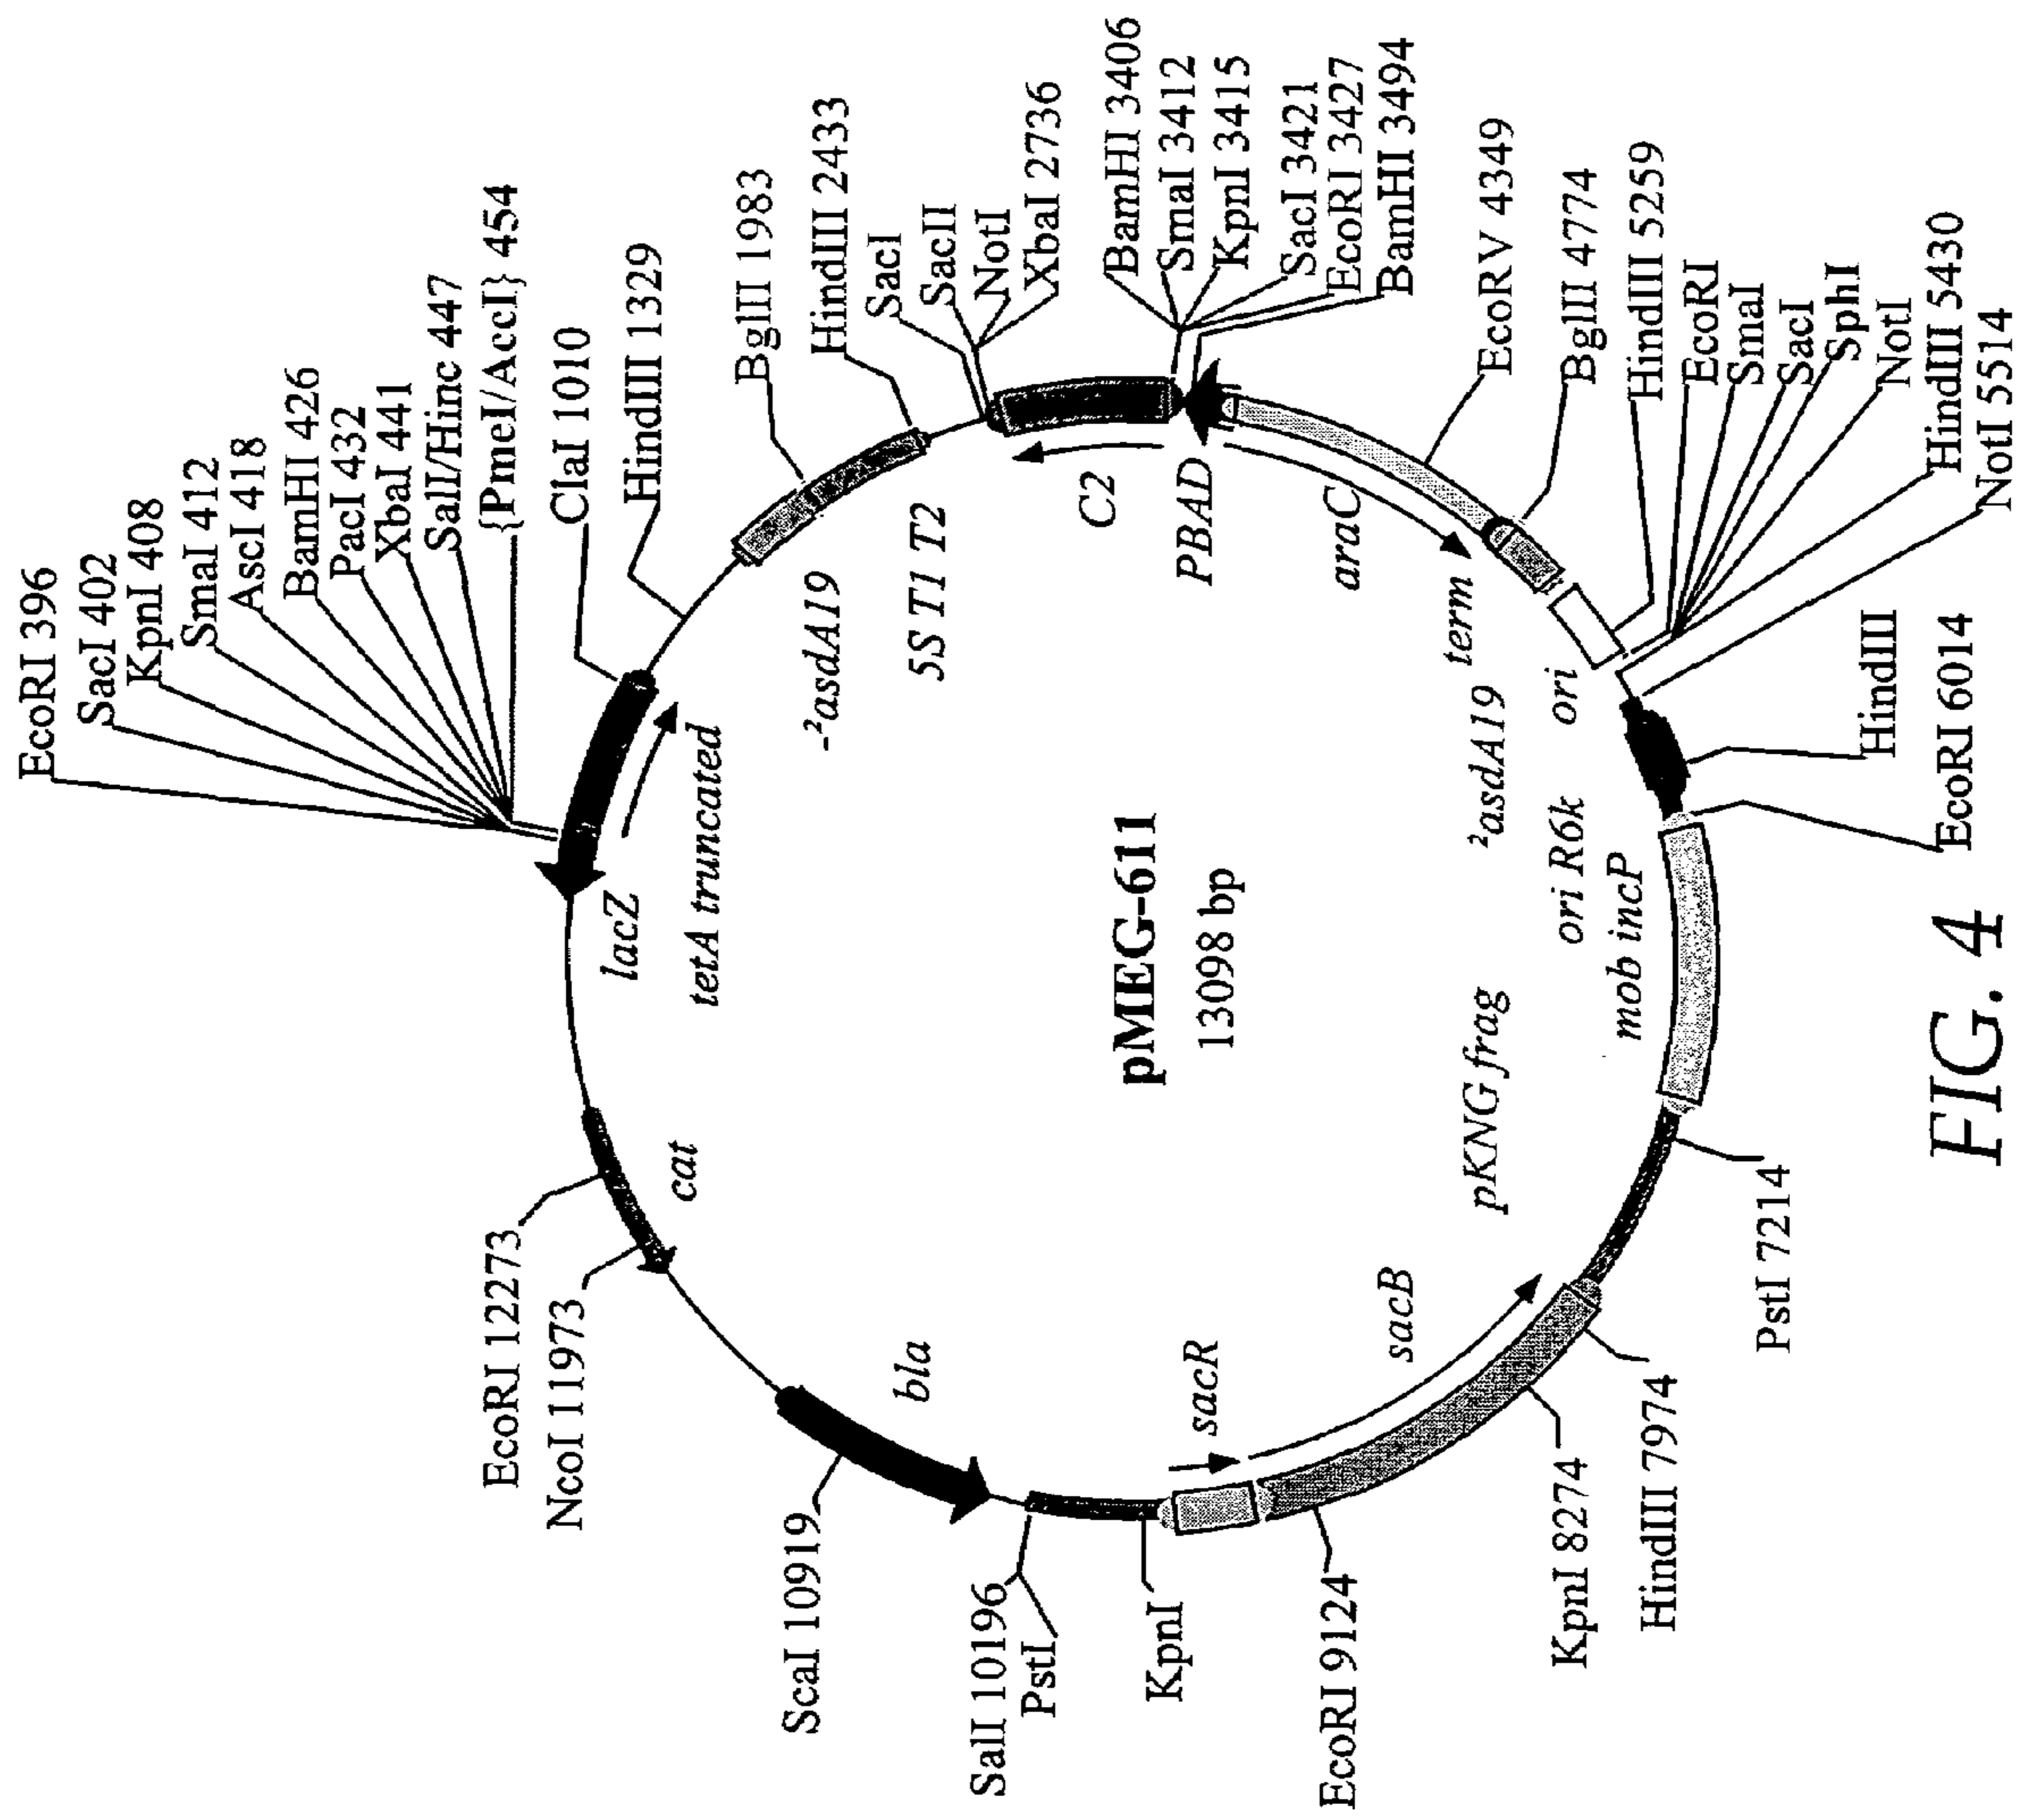 EcoRI 396
SacI 402
KpnI 408
SmaI 412
AscI 418
BamHI 426
PacI 432
XbaI 441
SalI/Hinc 447
{PmeI/AccI} 454
ClaI 1010
HindIII 1329
BglII 1983
HindIII 2433
SacI
SacII
NotI
XbaI 2736
BamHI 3406
SmaI 3412
KpnI 3415
SacI 3421
EcoRI 3427
BamHI 3494
EcoRV 4349
BglII 4774
HindIII 5259
EcoRI
SmaI
SacI
SphI
NotI
HindIII 5430
NotI 5514
HindIII
EcoRI 6014
PstI 7214
HindIII 7974
KpnI 8274
EcoRI 9124
KpnI
PstI
SalI 10196
ScaI 10919
NcoI 11973
EcoRI 12273
lacZ
tetA truncated
-²asdA19
5S T1 T2
C2
PBAD
araC
term
²asdA19
ori
ori R6k
mob incP
pKNG frag
sacB
sacR
bla
cat
pMEG-611
13098 bp
FIG. 4